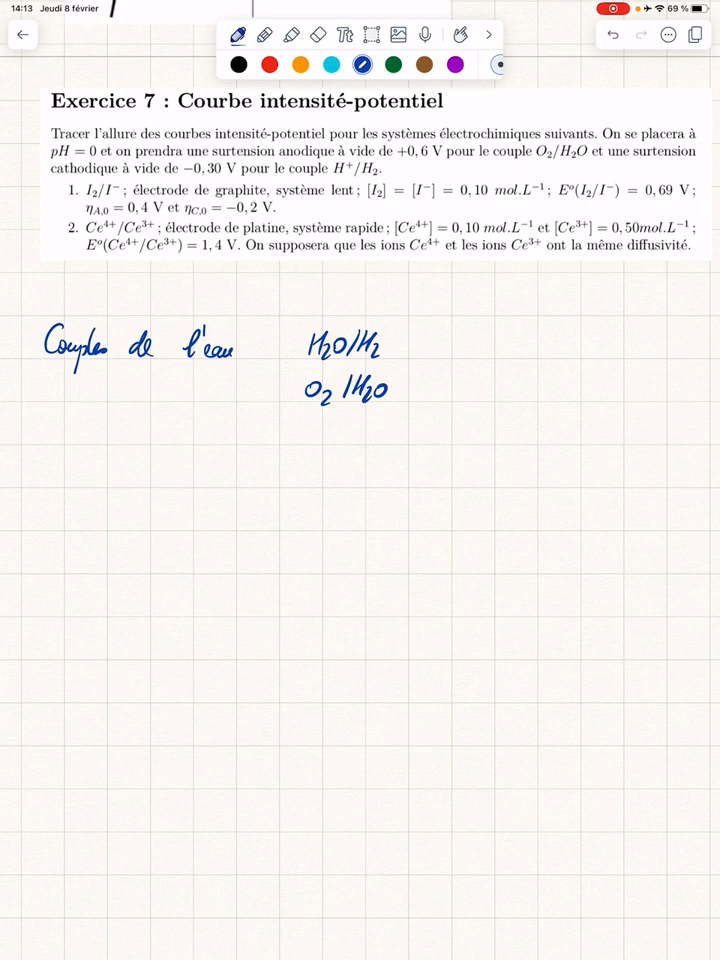 14:13 Jeudi 8 février
69 %
Tt
Exercice 7 : Courbe intensité-potentiel
Tracer l'allure des courbes intensité-potentiel pour les systèmes électrochimiques suivants. On se placera à
pH = 0 et on prendra une surtension anodique à vide de +0,6 V pour le couple O₂/H₂O et une surtension
cathodique à vide de −0,30 V pour le couple H⁺/H₂.
1. I₂/I⁻ ; électrode de graphite, système lent ; [I₂] = [I⁻] = 0,10 mol.L⁻¹ ; Eº(I₂/I⁻) = 0,69 V ;
η_{A,0} = 0,4 V et η_{C,0} = −0,2 V.
2. Ce⁴⁺/Ce³⁺ ; électrode de platine, système rapide ; [Ce⁴⁺] = 0,10 mol.L⁻¹ et [Ce³⁺] = 0,50mol.L⁻¹ ;
Eº(Ce⁴⁺/Ce³⁺) = 1,4 V. On supposera que les ions Ce⁴⁺ et les ions Ce³⁺ ont la même diffusivité.
Couples de l'eau H₂O/H₂
O₂/H₂O